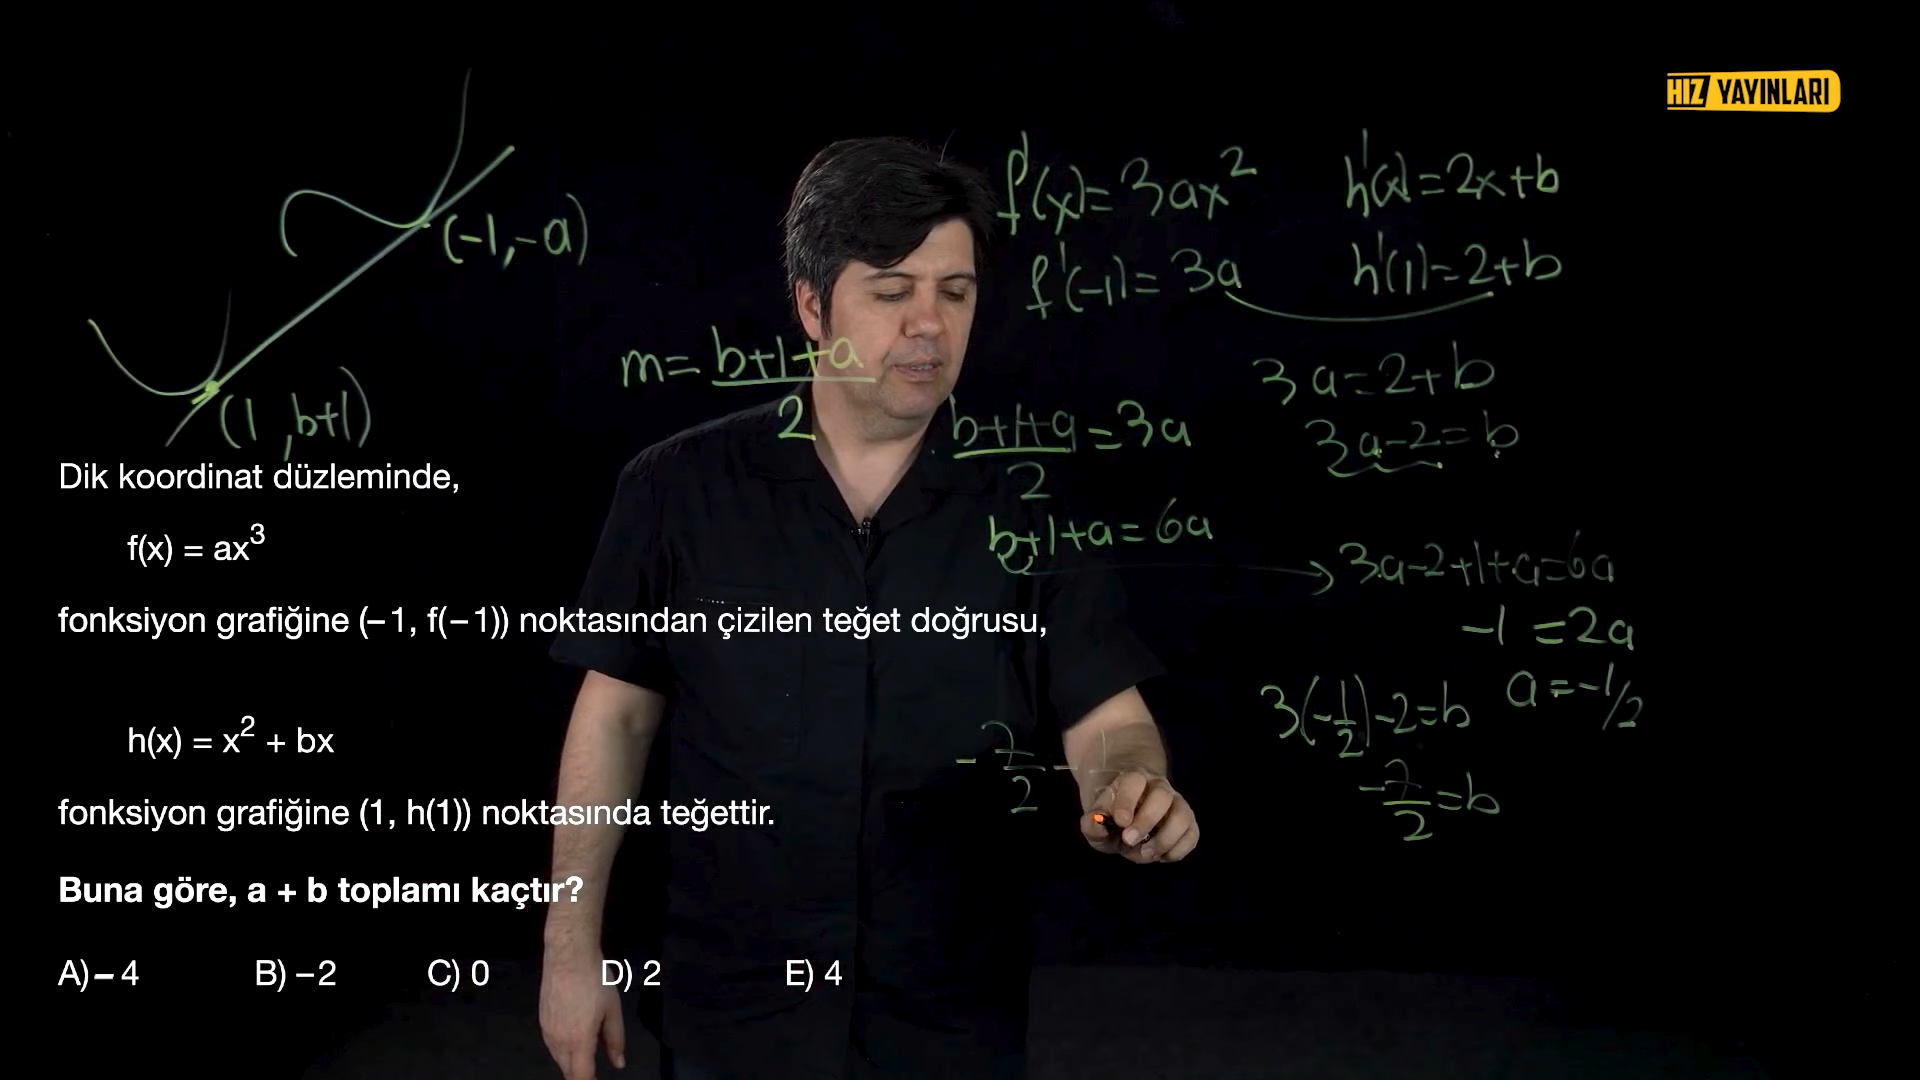 HIZ YAYINLARI
(-1,-a)
(1,b+1)
m=b+1+a/2
f'(x)=3ax²
f'(-1)=3a
h'(x)=2x+b
h'(1)=2+b
3a=2+b
3a-2=b
b+1+a/2=3a
b+1+a=6a
3a-2+1+a=6a
-1=2a
a=-1/2
3(-1/2)-2=b
-7/2=b
-7/2-1
Dik koordinat düzleminde,
f(x) = ax³
fonksiyon grafiğine (–1, f(–1)) noktasından çizilen teğet doğrusu,
h(x) = x² + bx
fonksiyon grafiğine (1, h(1)) noktasında teğettir.
Buna göre, a + b toplamı kaçtır?
A) – 4 B) –2 C) 0 D) 2 E) 4